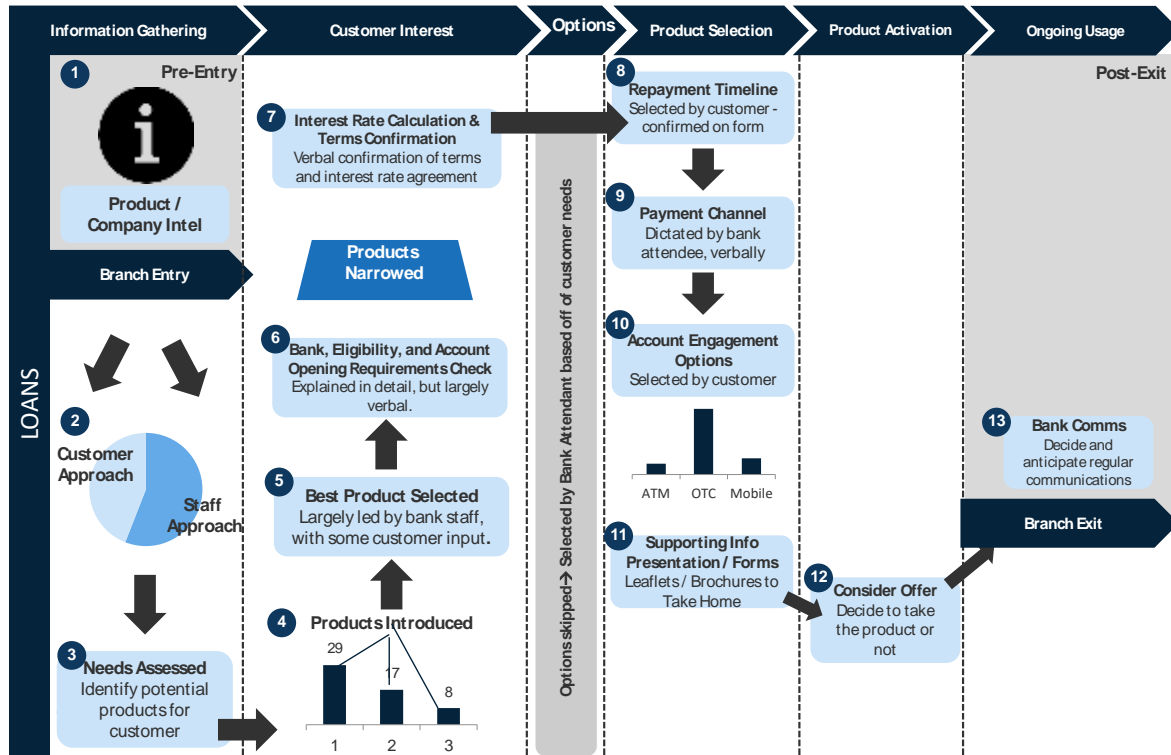 Information Gathering
Customer Interest
Options
Product Selection
Product Activation
Ongoing Usage
LOANS
1
Pre-Entry
Product /
Company Intel
Branch Entry
2
Customer
Approach
Staff
Approach
3
Needs Assessed
Identify potential
products for
customer
7
Interest Rate Calculation &
Terms Confirmation
Verbal confirmation of terms
and interest rate agreement
Products
Narrowed
6
Bank, Eligibility, and Account
Opening Requirements Check
Explained in detail, but largely
verbal.
5
Best Product Selected
Largely led by bank staff,
with some customer input.
4
Products Introduced
29
17
8
1
2
3
Options skipped→ Selected by Bank Attendant based off of customer needs
8
Repayment Timeline
Selected by customer -
confirmed on form
9
Payment Channel
Dictated by bank
attendee, verbally
10
Account Engagement
Options
Selected by customer
ATM
OTC
Mobile
11
Supporting Info
Presentation / Forms
Leaflets / Brochures to
Take Home
12
Consider Offer
Decide to take
the product or
not
Post-Exit
13
Bank Comms
Decide and
anticipate regular
communications
Branch Exit